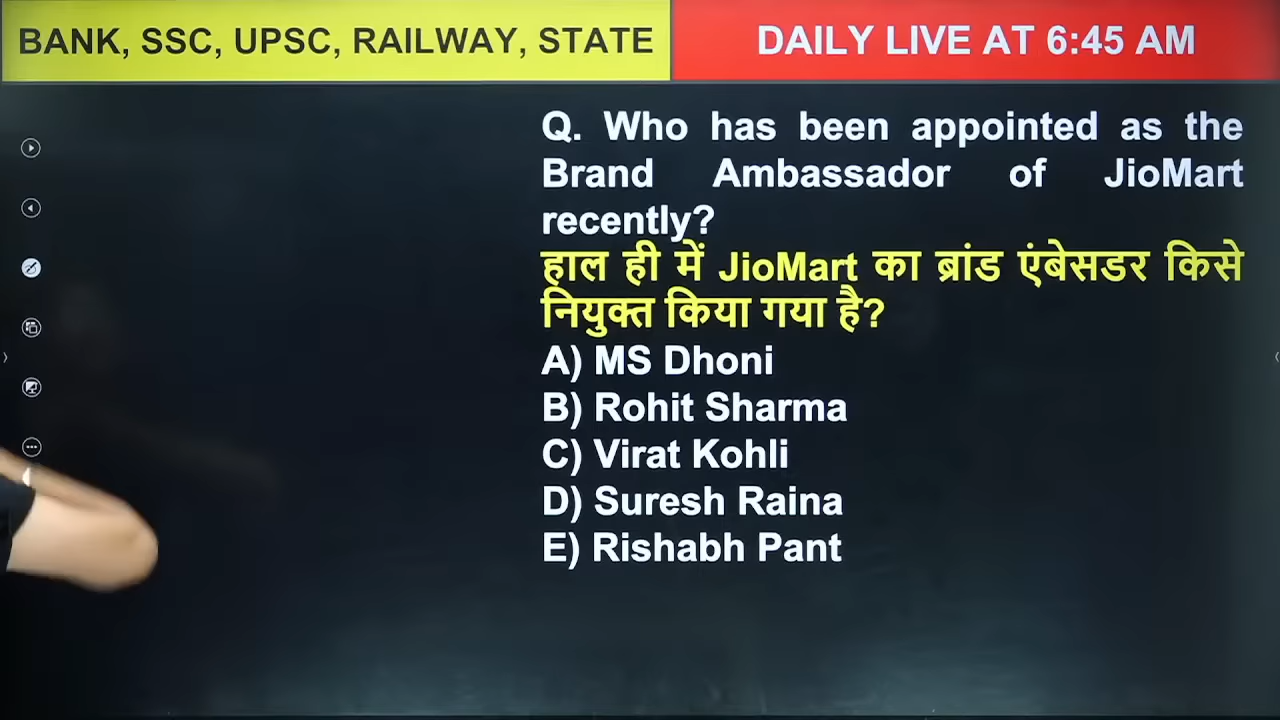 BANK, SSC, UPSC, RAILWAY, STATE
DAILY LIVE AT 6:45 AM
Q. Who has been appointed as the
Brand Ambassador of JioMart
recently?
हाल ही में JioMart का ब्रांड एंबेसडर किसे
नियुक्त किया गया है?
A) MS Dhoni
B) Rohit Sharma
C) Virat Kohli
D) Suresh Raina
E) Rishabh Pant